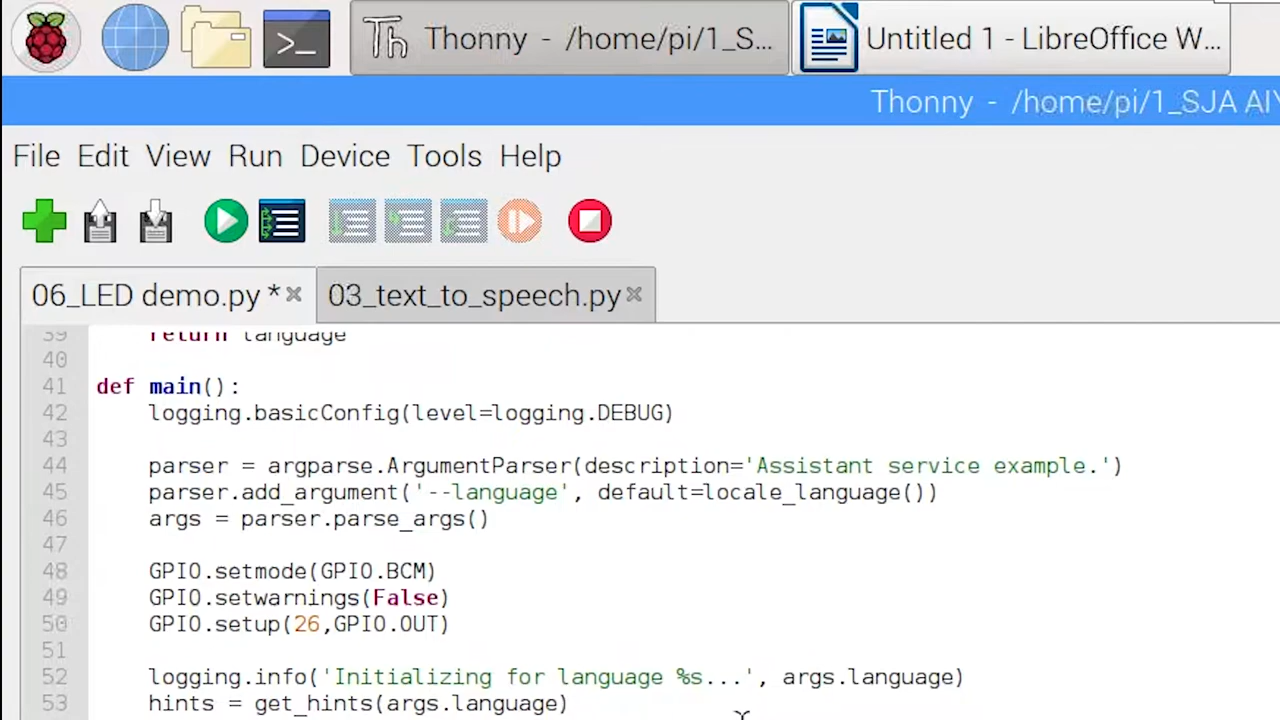 Th Thonny - /home/pi/1_S... Untitled 1 - LibreOffice W...
Thonny - /home/pi/1_SJA AI
File Edit View Run Device Tools Help
06_LED demo.py * × 03_text_to_speech.py ×
39 return language
40
41 def main():
42 logging.basicConfig(level=logging.DEBUG)
43
44 parser = argparse.ArgumentParser(description='Assistant service example.')
45 parser.add_argument('--language', default=locale_language())
46 args = parser.parse_args()
47
48 GPIO.setmode(GPIO.BCM)
49 GPIO.setwarnings(False)
50 GPIO.setup(26,GPIO.OUT)
51
52 logging.info('Initializing for language %s...', args.language)
53 hints = get_hints(args.language)